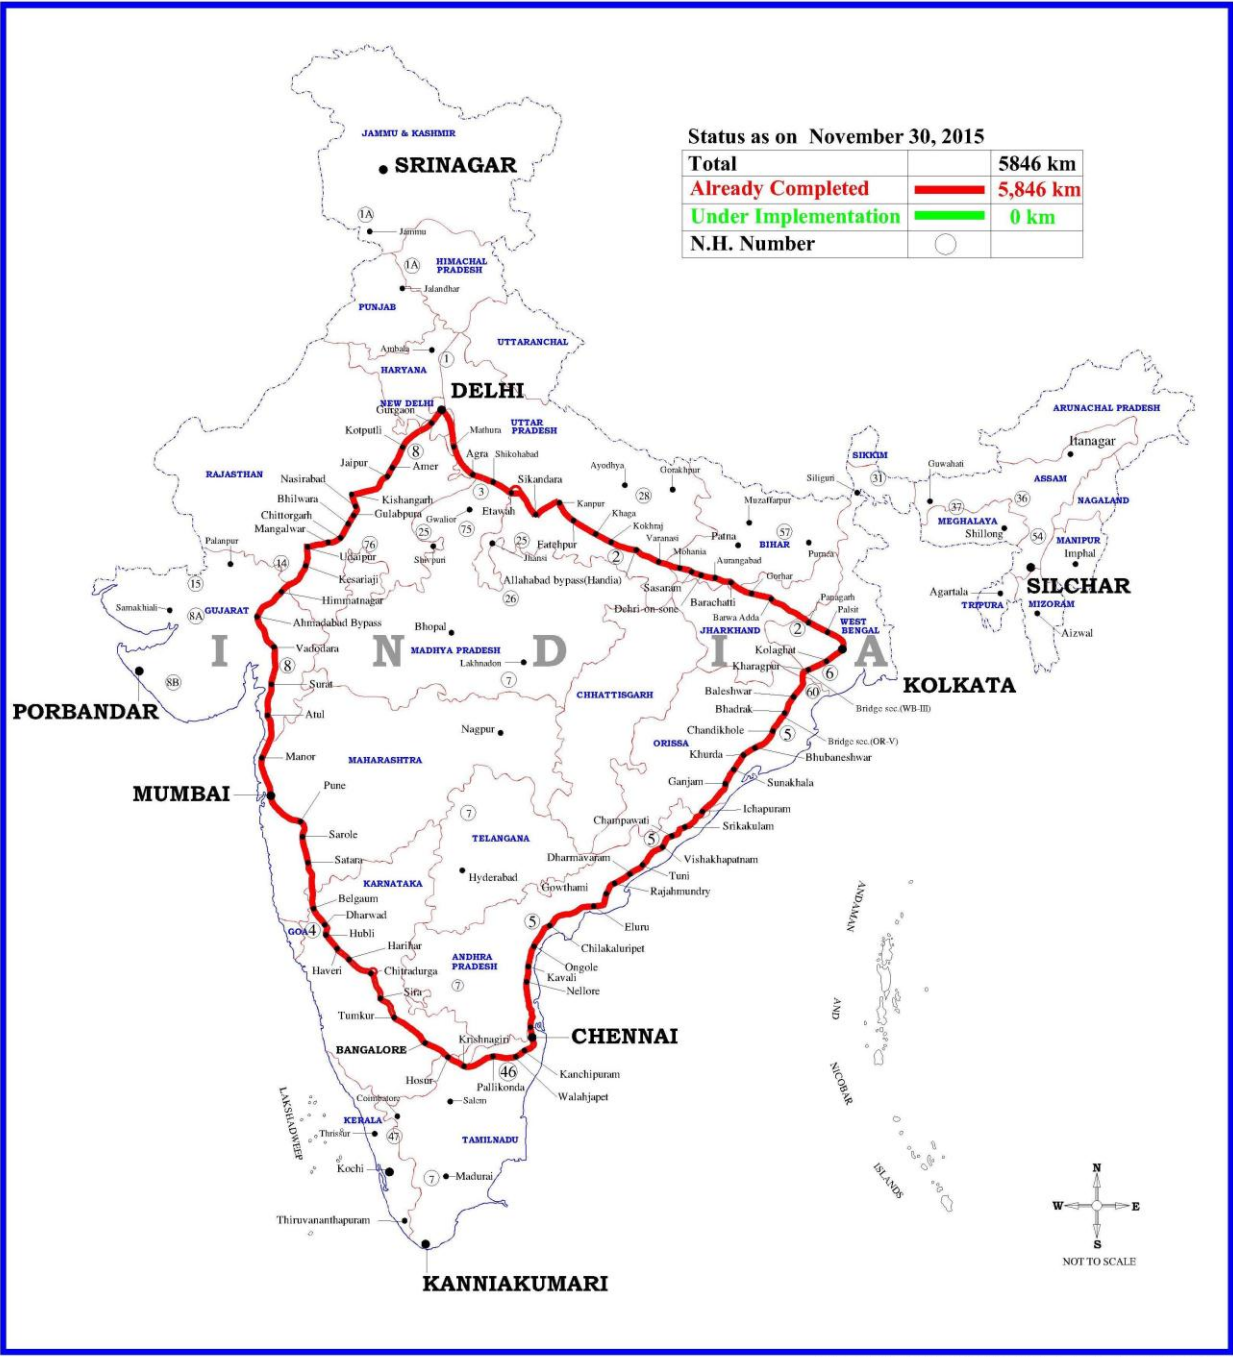 Status as on November 30, 2015
Total 5846 km
Already Completed 5,846 km
Under Implementation 0 km
N.H. Number
JAMMU & KASHMIR
SRINAGAR
1A
Jammu
1A
HIMACHAL
PRADESH
Jalandhar
PUNJAB
UTTARANCHAL
Ambala
1
HARYANA
DELHI
NEW DELHI
Gurgaon
UTTAR
PRADESH
ARUNACHAL PRADESH
Kotputli
Mathura
8
Itanagar
Agra
Shikohabad
SIKKIM
Jaipur
Amer
Ayodhya
Gorakhpur
Guwahati
RAJASTHAN
Nasirabad
Sikandara
Siliguri
31
ASSAM
3
28
36
NAGALAND
Bhilwara
Kishangarh
Kanpur
Muzaffarpur
37
Chittorgarh
Gulabpura
Etawah
Khaga
MEGHALAYA
Mangalwar
Gwalior
75
Kokhraj
57
Shillong
54
MANIPUR
Palanpur
76
25
25
Fatehpur
Varanasi
Patna
BIHAR
Imphal
Udaipur
Shivpuri
Jhansi
2
Mohania
Purnea
14
Aurangabad
15
Kesariaji
Allahabad bypass(Handia)
Sasaram
Gorhar
SILCHAR
Himmatnagar
26
Dehri-on-sone
Barachatti
Panagarh
Agartala
Samakhiali
GUJARAT
8A
Barwa Adda
Palsit
TRIPURA
MIZORAM
Ahmadabad Bypass
Bhopal
JHARKHAND
2
WEST
BENGAL
Aizwal
I N D I A
Vadodara
MADHYA PRADESH
Kolaghat
8
Lakhnadon
Kharagpur
6
8B
Surat
7
60
KOLKATA
CHHATTISGARH
Baleshwar
PORBANDAR
Atul
Bhadrak
Bridge sec.(WB-III)
Nagpur
Chandikhole
5
Bridge sec.(OR-V)
ORISSA
Manor
MAHARASHTRA
Khurda
Bhubaneshwar
Pune
Ganjam
Sunakhala
MUMBAI
7
Ichapuram
Champawati
Srikakulam
Sarole
TELANGANA
5
Satara
Dharmavaram
Vishakhapatnam
Hyderabad
Tuni
KARNATAKA
Gowthami
Rajahmundry
Belgaum
Dharwad
5
Eluru
GOA
4
Hubli
Chilakaluripet
Harihar
ANDHRA
PRADESH
Ongole
Haveri
Chitradurga
Kavali
7
Nellore
Sira
Tumkur
CHENNAI
Krishnagiri
BANGALORE
Kanchipuram
Hosur
46
Pallikonda
Walahjapet
Coimbatore
Salem
KERALA
Thrissur
47
TAMILNADU
Kochi
7
Madurai
Thiruvananthapuram
KANNIAKUMARI
LAKSHADWEEP
ANDAMAN
AND
NICOBAR
ISLANDS
N
W E
S
NOT TO SCALE